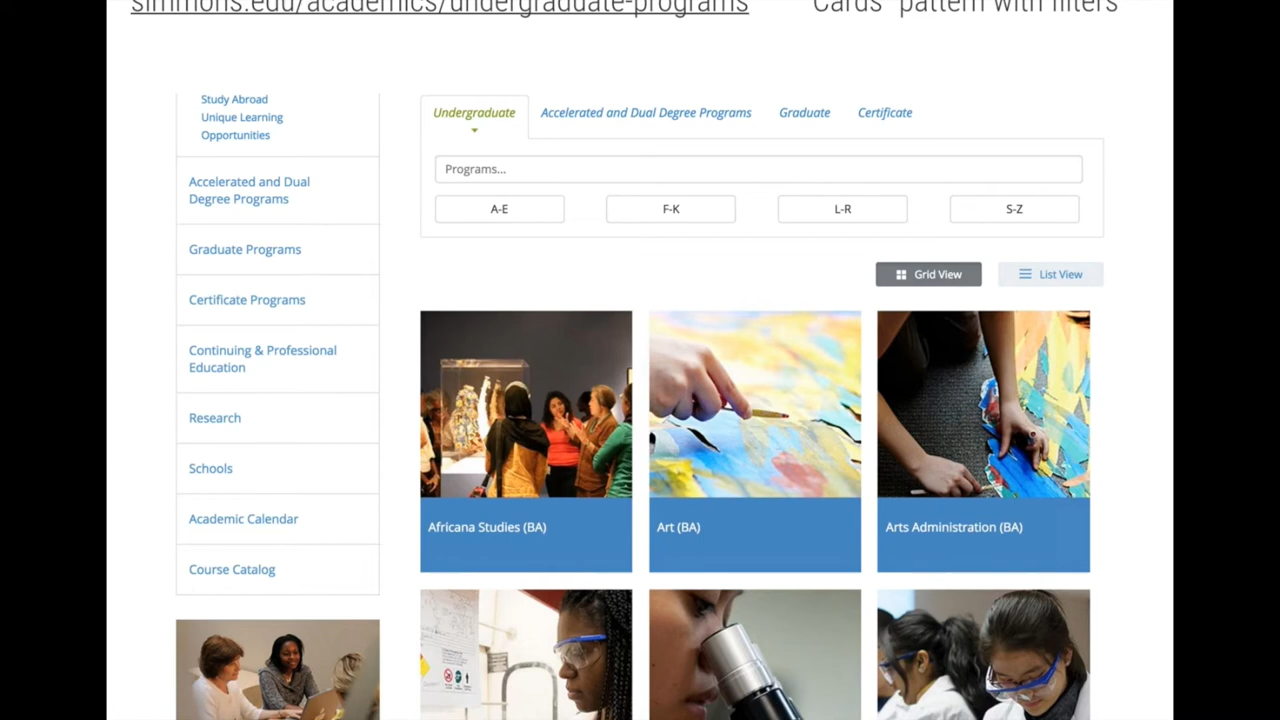 simmons.edu/academics/undergraduate-programs
"Cards" pattern with filters
Study Abroad
Unique Learning
Opportunities
Accelerated and Dual
Degree Programs
Graduate Programs
Certificate Programs
Continuing & Professional
Education
Research
Schools
Academic Calendar
Course Catalog
Undergraduate
Accelerated and Dual Degree Programs
Graduate
Certificate
Programs...
A-E
F-K
L-R
S-Z
Grid View
List View
Africana Studies (BA)
Art (BA)
Arts Administration (BA)